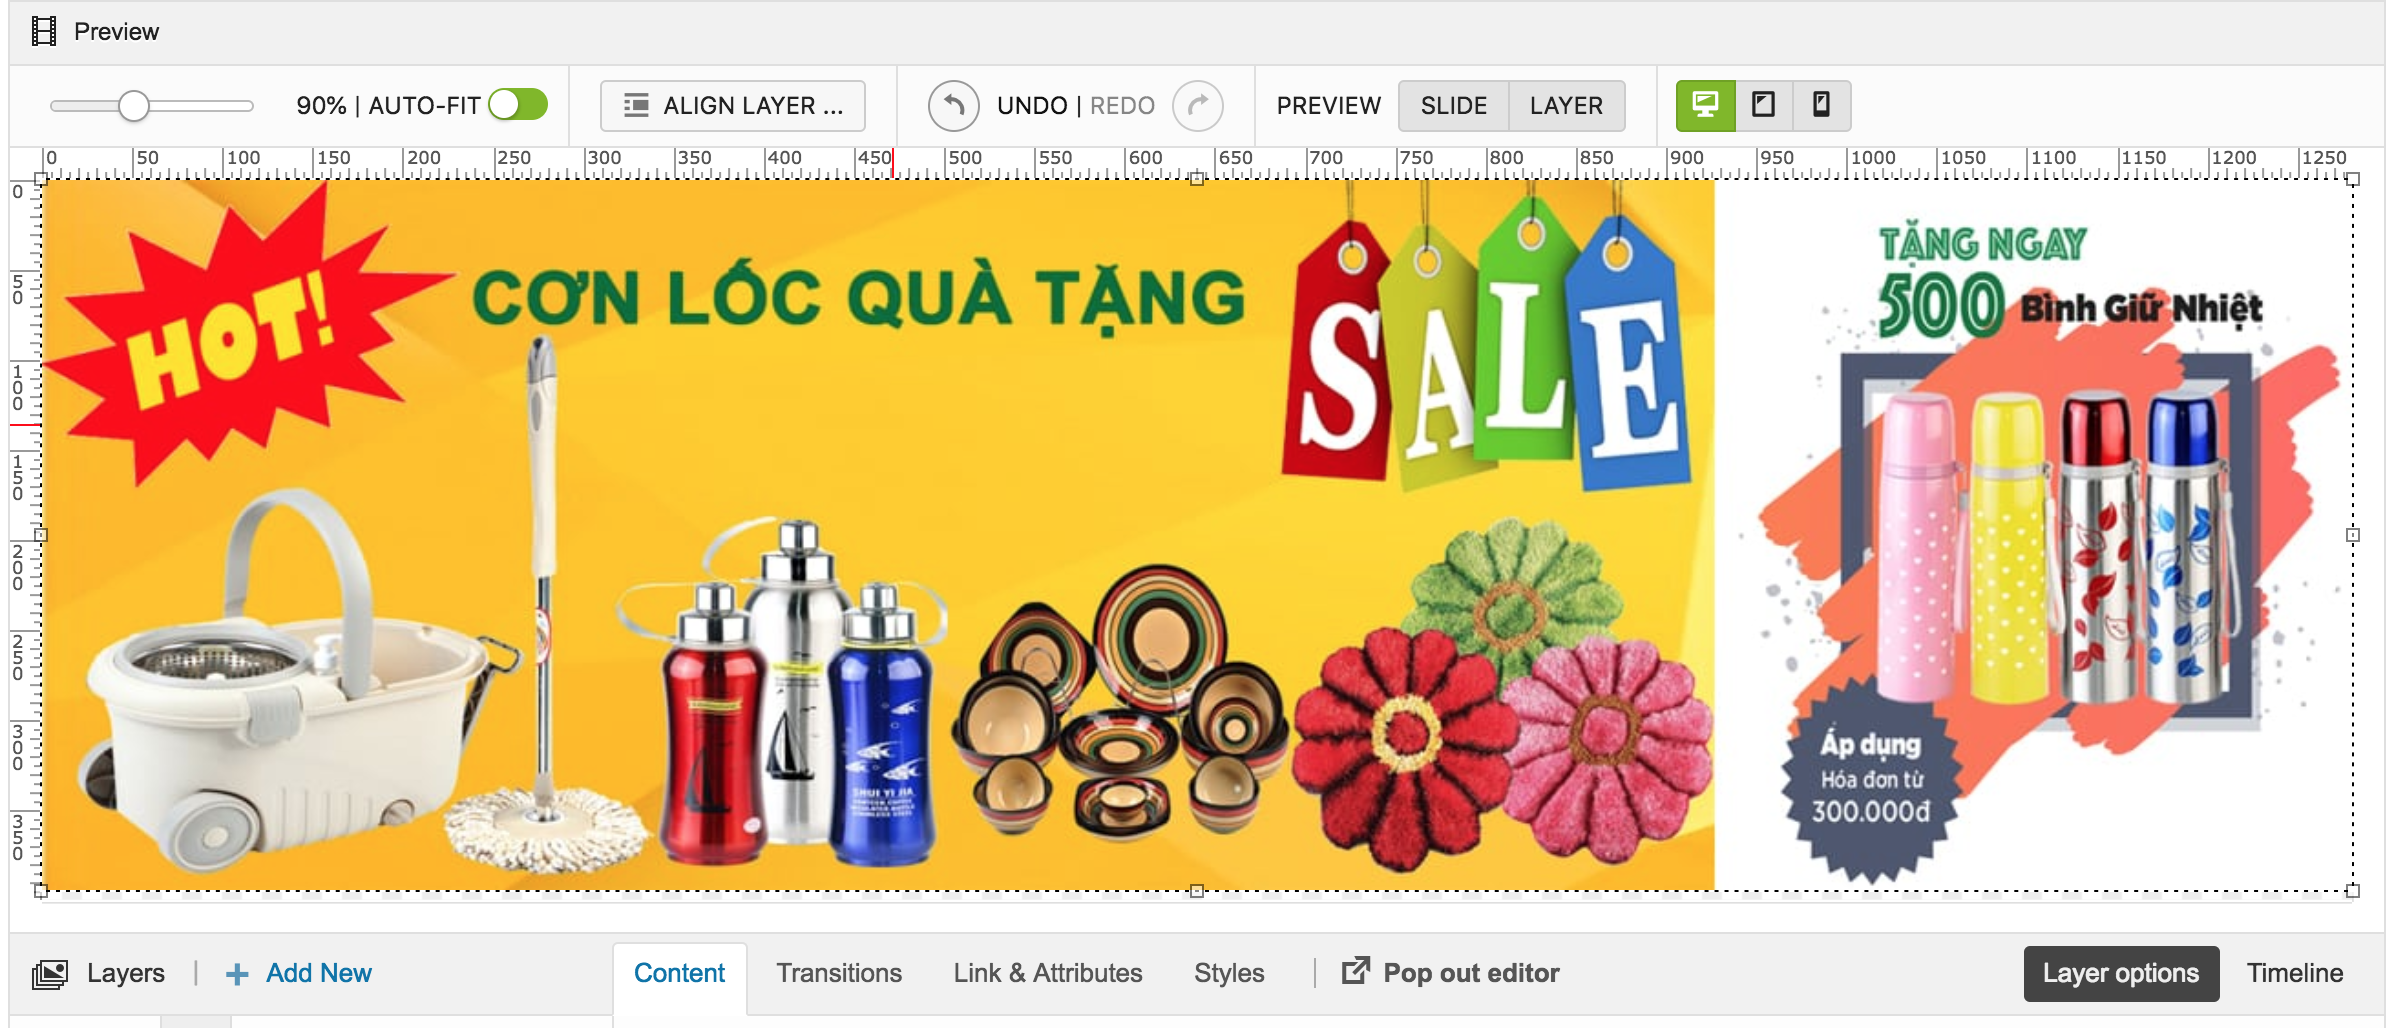 Preview
90% | AUTO-FIT
ALIGN LAYER ...
UNDO | REDO
PREVIEW
SLIDE
LAYER
0 50 100 150 200 250 300 350 400 450 500 550 600 650 700 750 800 850 900 950 1000 1050 1100 1150 1200 1250
0
50
100
150
200
250
300
350
HOT!
CƠN LỐC QUÀ TẶNG
SALE
TẶNG NGAY
500 Bình Giữ Nhiệt
SHUI YI JIA
Áp dụng
Hóa đơn từ
300.000đ
Layers
| + Add New
Content
Transitions
Link & Attributes
Styles
Pop out editor
Layer options
Timeline